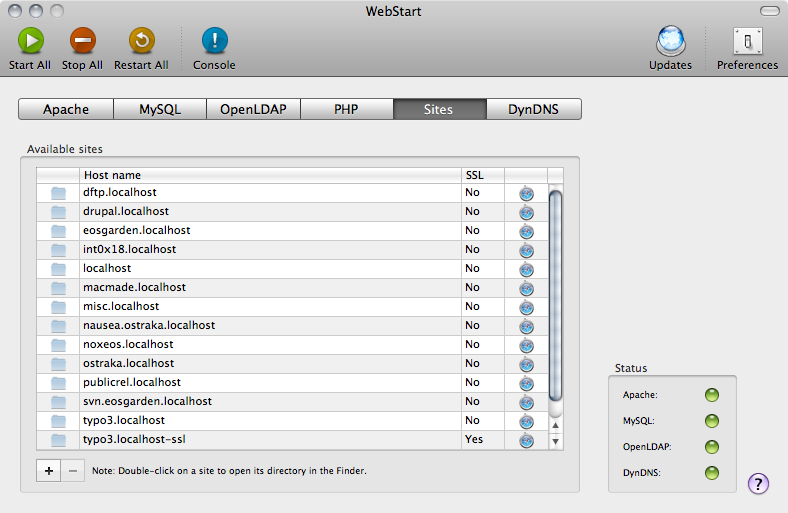 WebStart
Start All Stop All Restart All Console Updates Preferences
Apache MySQL OpenLDAP PHP Sites DynDNS
Available sites
Host name SSL
dftp.localhost No
drupal.localhost No
eosgarden.localhost No
int0x18.localhost No
localhost No
macmade.localhost No
misc.localhost No
nausea.ostraka.localhost No
noxeos.localhost No
ostraka.localhost No
publicrel.localhost No
svn.eosgarden.localhost No
typo3.localhost No
typo3.localhost-ssl Yes
+ − Note: Double-click on a site to open its directory in the Finder.
Status
Apache:
MySQL:
OpenLDAP:
DynDNS:
?